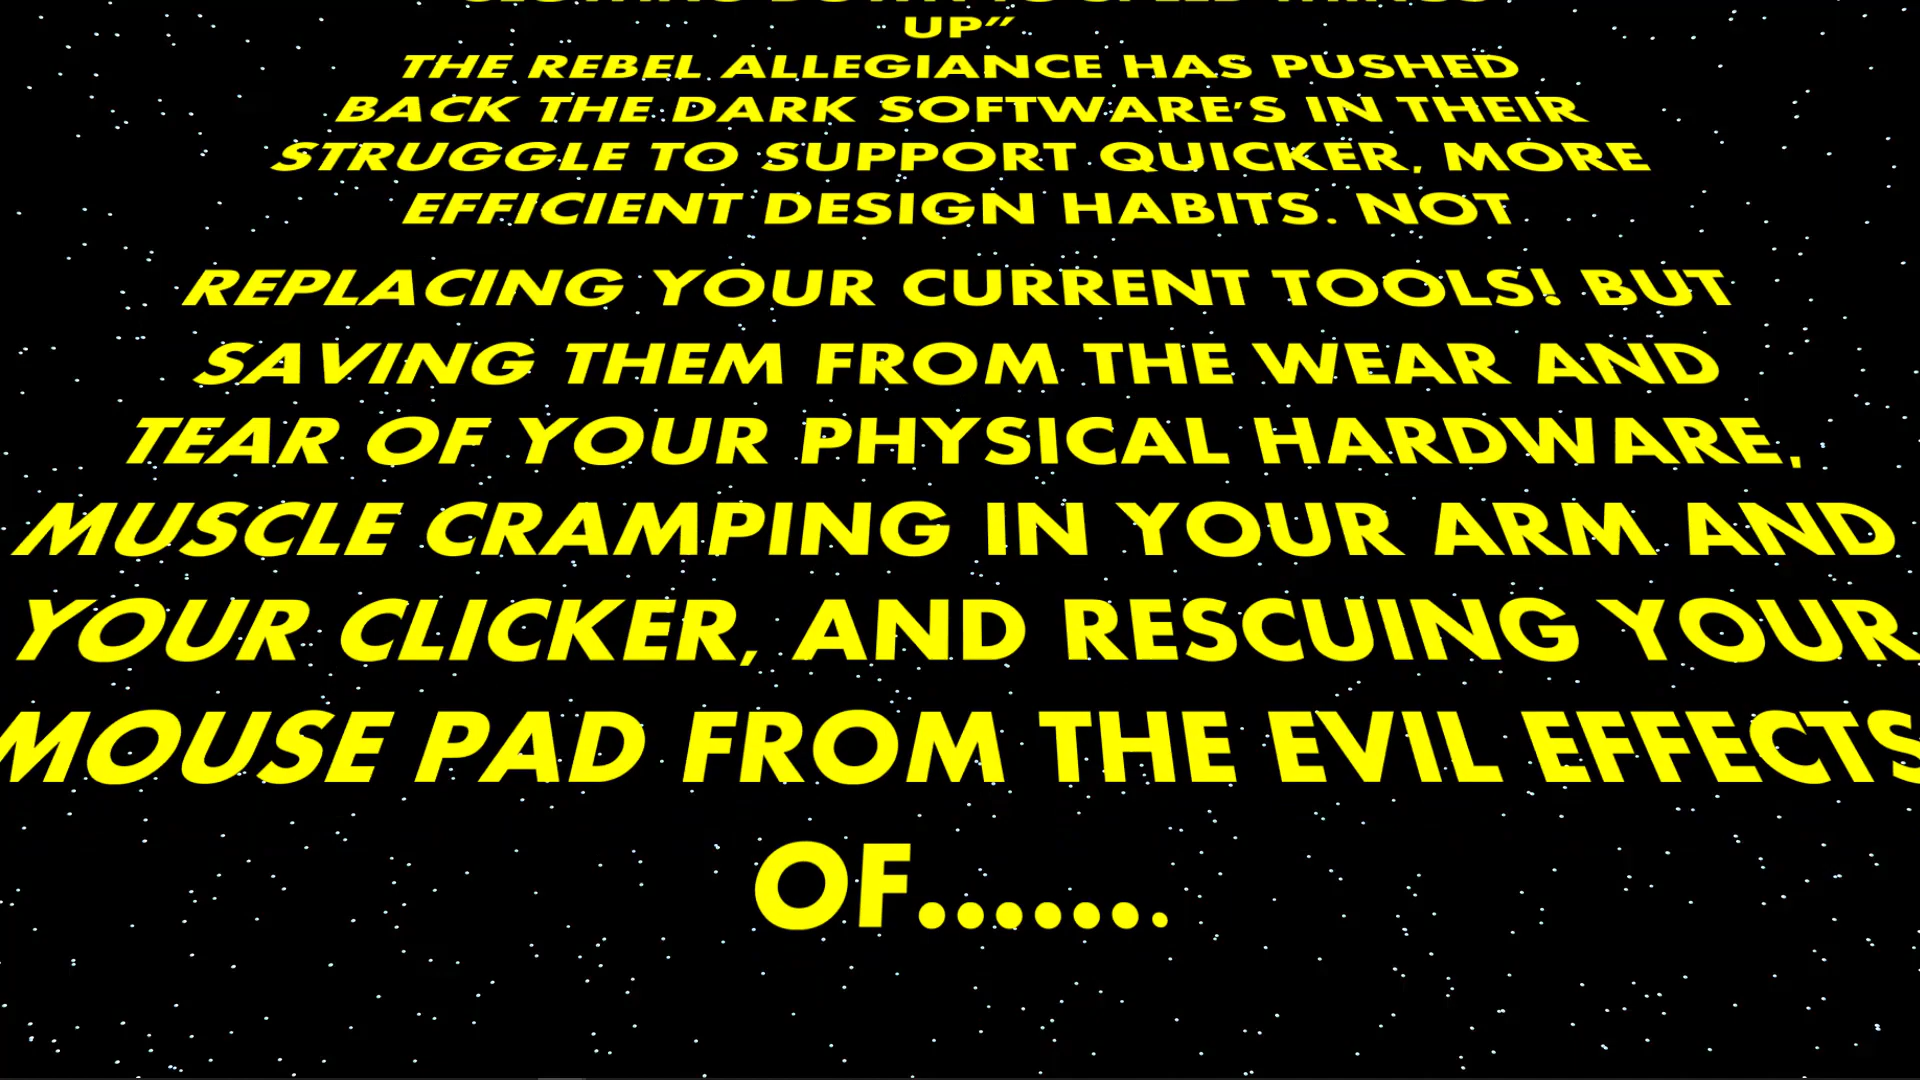 UP”
THE REBEL ALLEGIANCE HAS PUSHED
BACK THE DARK SOFTWARE’S IN THEIR
STRUGGLE TO SUPPORT QUICKER, MORE
EFFICIENT DESIGN HABITS. NOT
REPLACING YOUR CURRENT TOOLS! BUT
SAVING THEM FROM THE WEAR AND
TEAR OF YOUR PHYSICAL HARDWARE,
MUSCLE CRAMPING IN YOUR ARM AND
YOUR CLICKER, AND RESCUING YOUR
MOUSE PAD FROM THE EVIL EFFECTS
OF.......